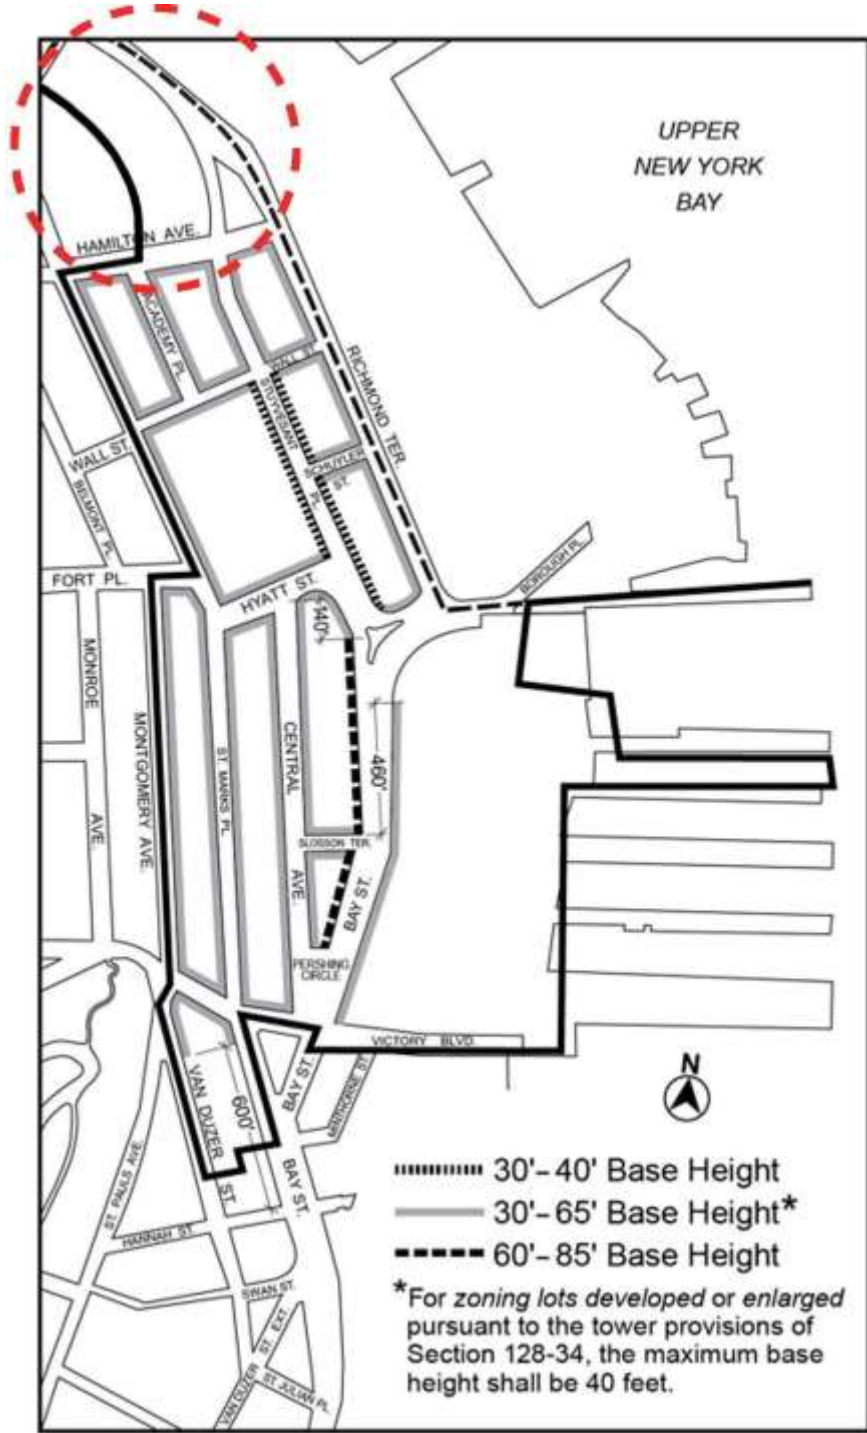 UPPER
NEW YORK
BAY
HAMILTON AVE.
ACADEMY PL.
WALL ST.
STUYVESANT
PL.
RICHMOND TER.
SCHUYLER
ST.
WALL ST.
BELMONT PL.
FORT PL.
HYATT ST.
BOROUGH PL.
140'
MONROE
AVE.
MONTGOMERY AVE.
ST. MARKS PL
CENTRAL
AVE.
460'
SLOSSON TER.
BAY ST.
PERSHING
CIRCLE
VICTORY BLVD.
BAY ST.
MINTHORNE ST.
VAN DUZER
ST.
600'
BAY ST.
ST. PAULS AVE.
HANNAH ST.
SWAN ST.
VAN DUZER ST. EXT
ST JULIAN PL.
N
30'–40' Base Height
30'–65' Base Height*
60'–85' Base Height
*For zoning lots developed or enlarged
pursuant to the tower provisions of
Section 128-34, the maximum base
height shall be 40 feet.